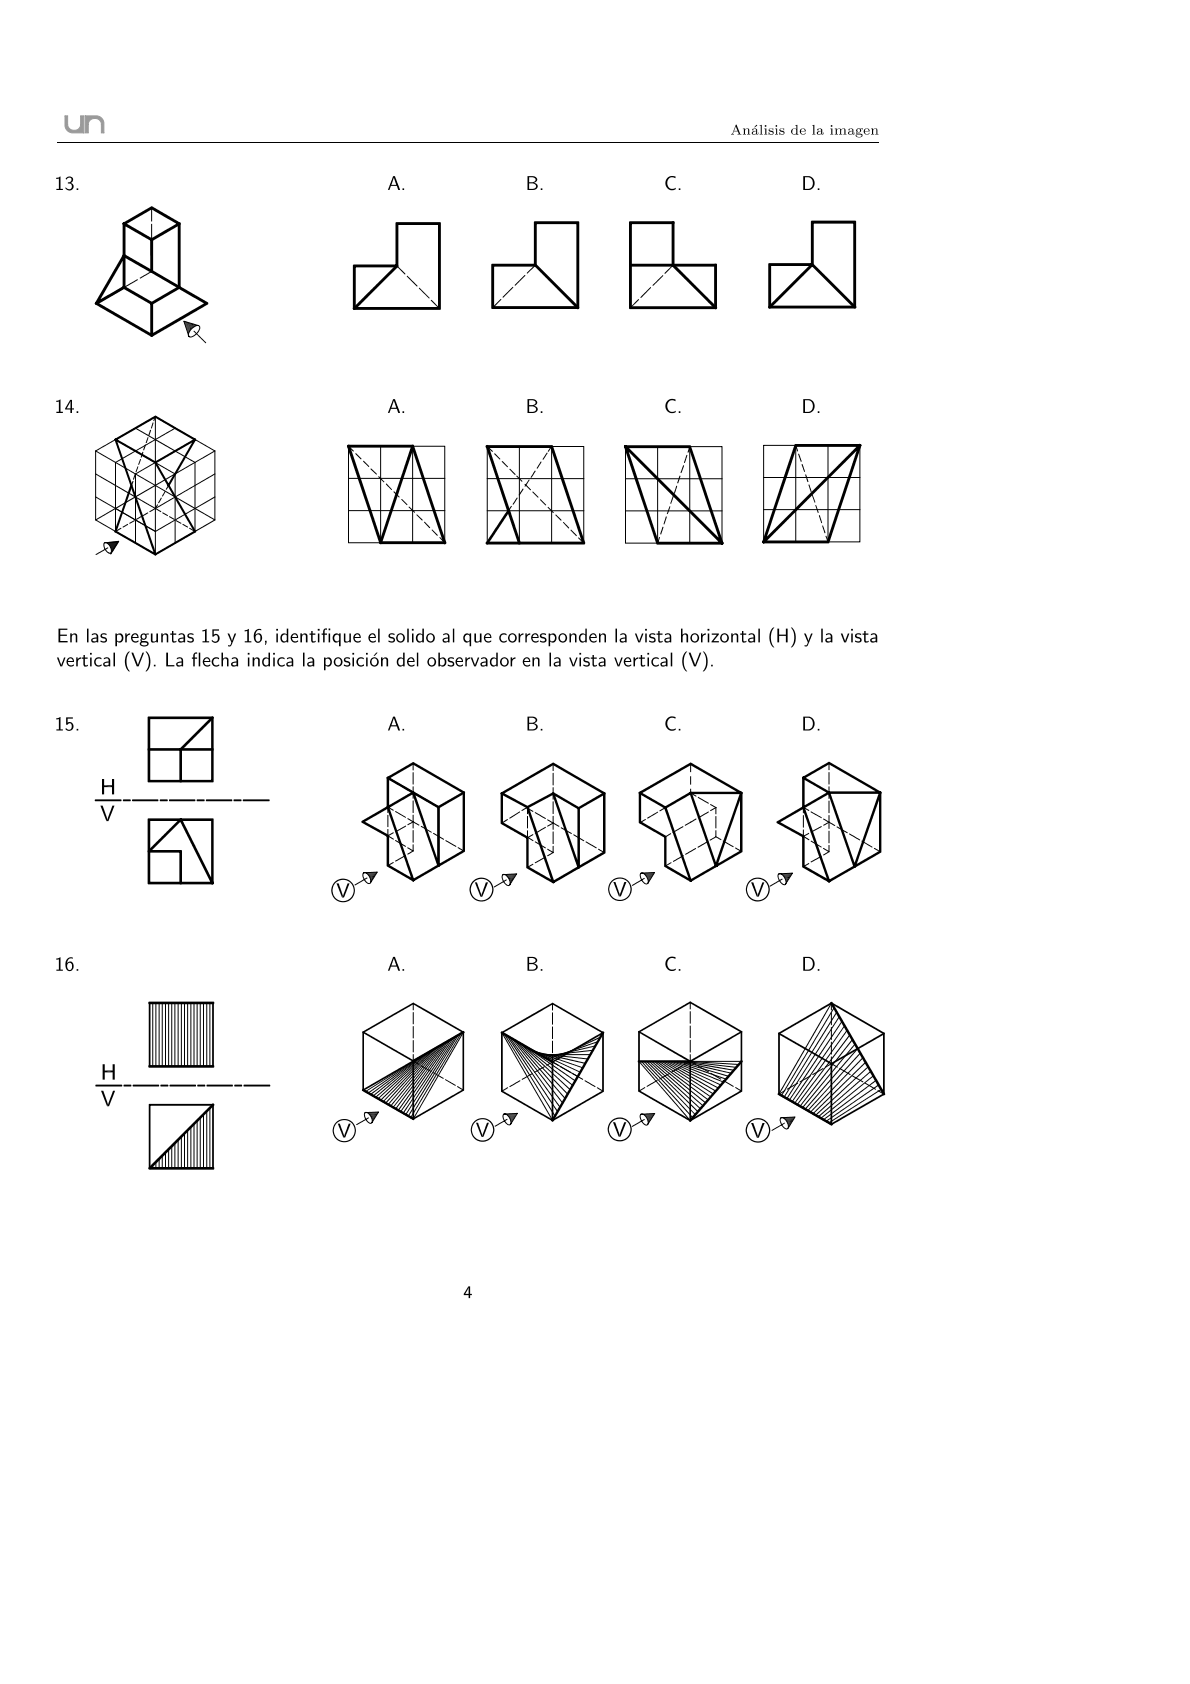 un
Análisis de la imagen
13.
A. B. C. D.
14.
A. B. C. D.
En las preguntas 15 y 16, identifique el solido al que corresponden la vista horizontal (H) y la vista
vertical (V). La flecha indica la posición del observador en la vista vertical (V).
15.
A. B. C. D.
H
V
V V V V
16.
A. B. C. D.
H
V
V V V V
4